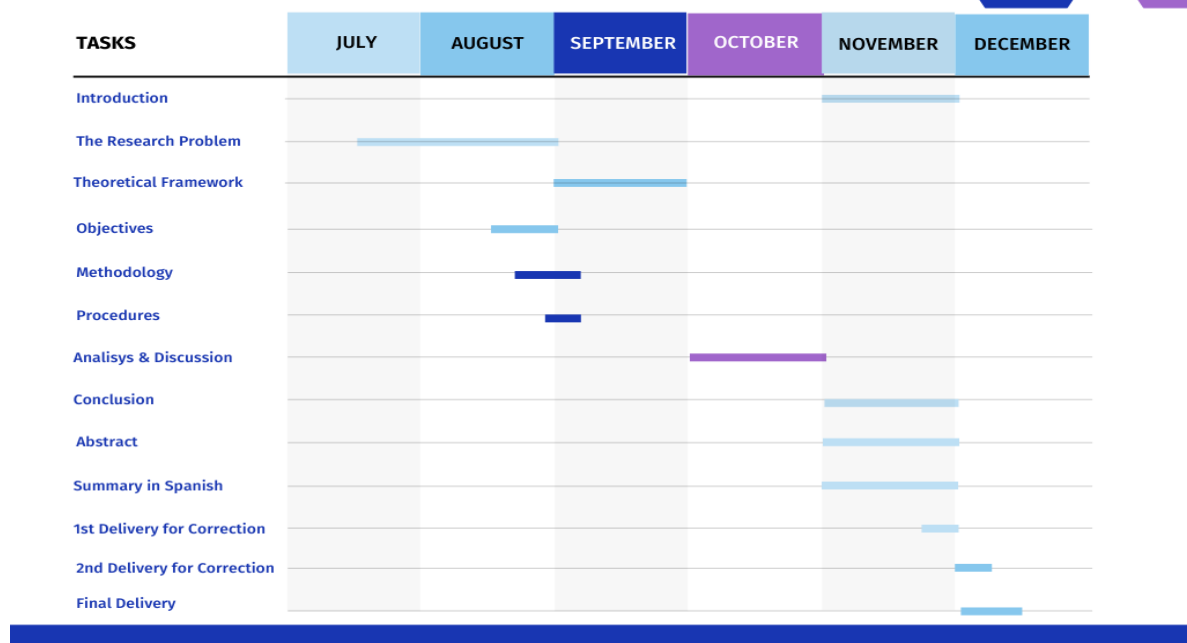 TASKS JULY AUGUST SEPTEMBER OCTOBER NOVEMBER DECEMBER
Introduction
The Research Problem
Theoretical Framework
Objectives
Methodology
Procedures
Analisys & Discussion
Conclusion
Abstract
Summary in Spanish
1st Delivery for Correction
2nd Delivery for Correction
Final Delivery